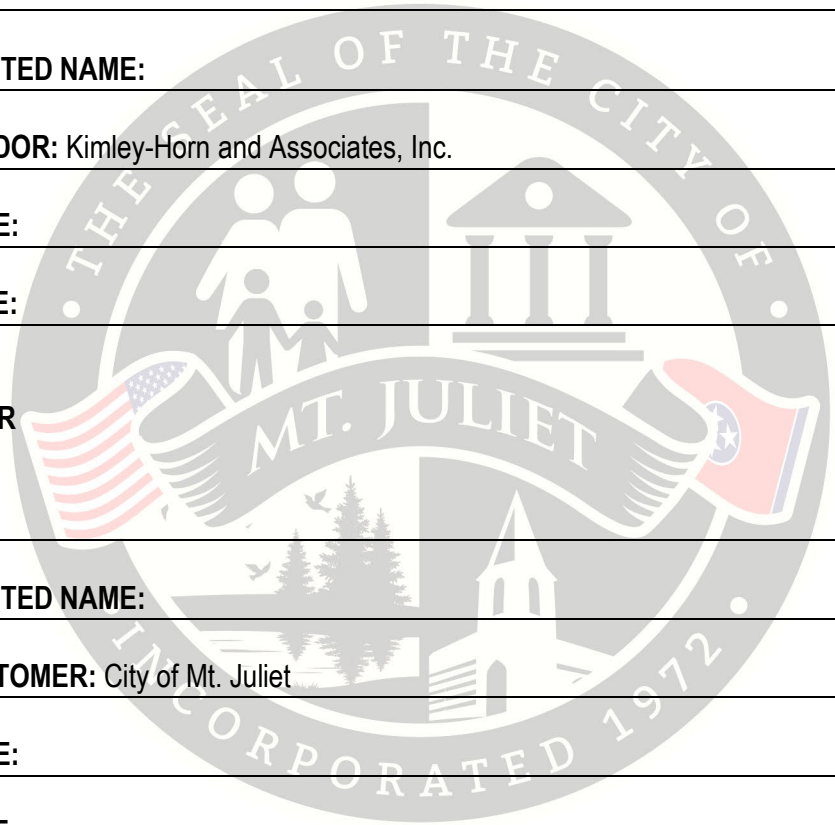 TED NAME:
DOR: Kimley-Horn and Associates, Inc.
E:
E:
R
TED NAME:
TOMER: City of Mt. Juliet
E:
THE SEAL OF THE CITY OF
MT. JULIET
INCORPORATED 1972